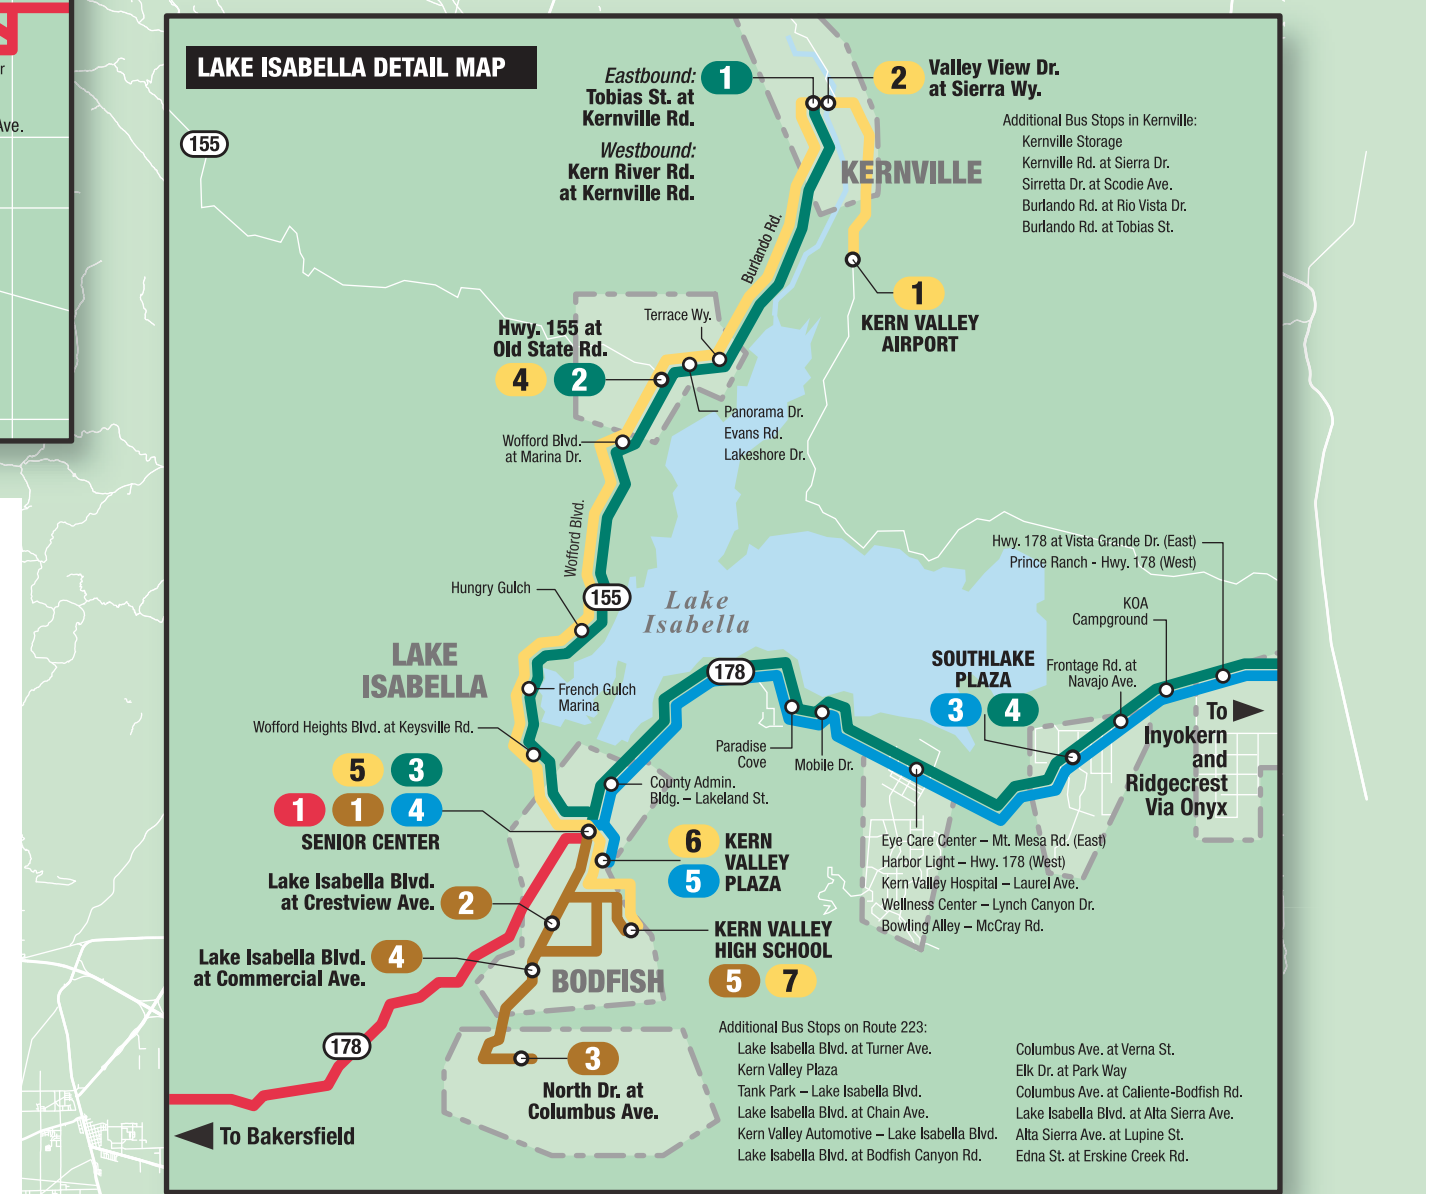 r
Ave.
LAKE ISABELLA DETAIL MAP
155
Eastbound:
1
Tobias St. at
Kernville Rd.
Westbound:
Kern River Rd.
at Kernville Rd.
2
Valley View Dr.
at Sierra Wy.
Additional Bus Stops in Kernville:
Kernville Storage
Kernville Rd. at Sierra Dr.
Sirretta Dr. at Scodie Ave.
Burlando Rd. at Rio Vista Dr.
Burlando Rd. at Tobias St.
KERNVILLE
Burlando Rd.
1
KERN VALLEY
AIRPORT
Terrace Wy.
Hwy. 155 at
Old State Rd.
4 2
Panorama Dr.
Evans Rd.
Lakeshore Dr.
Wofford Blvd.
at Marina Dr.
Wofford Blvd.
Hungry Gulch
155
Lake
Isabella
Hwy. 178 at Vista Grande Dr. (East)
Prince Ranch - Hwy. 178 (West)
KOA
Campground
LAKE
ISABELLA
French Gulch
Marina
178
SOUTHLAKE
PLAZA
3 4
Frontage Rd. at
Navajo Ave.
To
Inyokern
and
Ridgecrest
Via Onyx
Wofford Heights Blvd. at Keysville Rd.
Paradise
Cove
Mobile Dr.
5 3
1 1 4
SENIOR CENTER
County Admin.
Bldg. – Lakeland St.
6
5
KERN
VALLEY
PLAZA
Eye Care Center – Mt. Mesa Rd. (East)
Harbor Light – Hwy. 178 (West)
Kern Valley Hospital – Laurel Ave.
Wellness Center – Lynch Canyon Dr.
Bowling Alley – McCray Rd.
Lake Isabella Blvd.
at Crestview Ave.
2
KERN VALLEY
HIGH SCHOOL
5 7
Lake Isabella Blvd.
at Commercial Ave.
4
BODFISH
178
3
North Dr. at
Columbus Ave.
To Bakersfield
Additional Bus Stops on Route 223:
Lake Isabella Blvd. at Turner Ave.
Kern Valley Plaza
Tank Park – Lake Isabella Blvd.
Lake Isabella Blvd. at Chain Ave.
Kern Valley Automotive – Lake Isabella Blvd.
Lake Isabella Blvd. at Bodfish Canyon Rd.
Columbus Ave. at Verna St.
Elk Dr. at Park Way
Columbus Ave. at Caliente-Bodfish Rd.
Lake Isabella Blvd. at Alta Sierra Ave.
Alta Sierra Ave. at Lupine St.
Edna St. at Erskine Creek Rd.